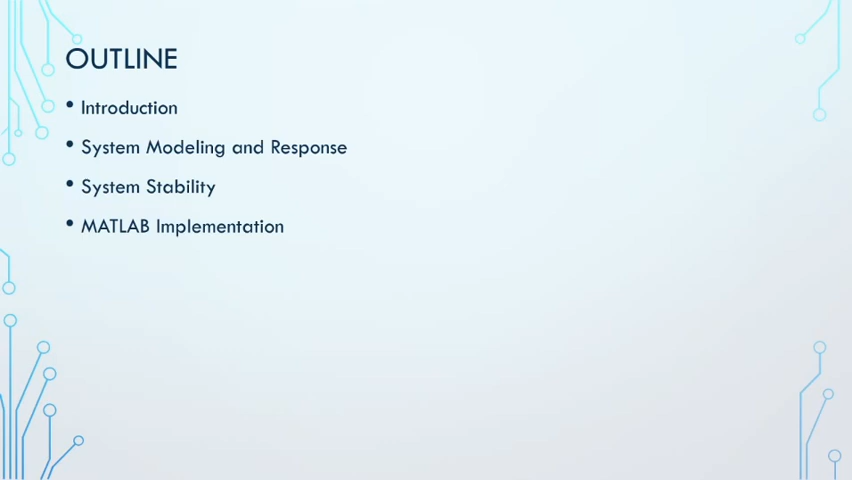 OUTLINE
• Introduction
• System Modeling and Response
• System Stability
• MATLAB Implementation